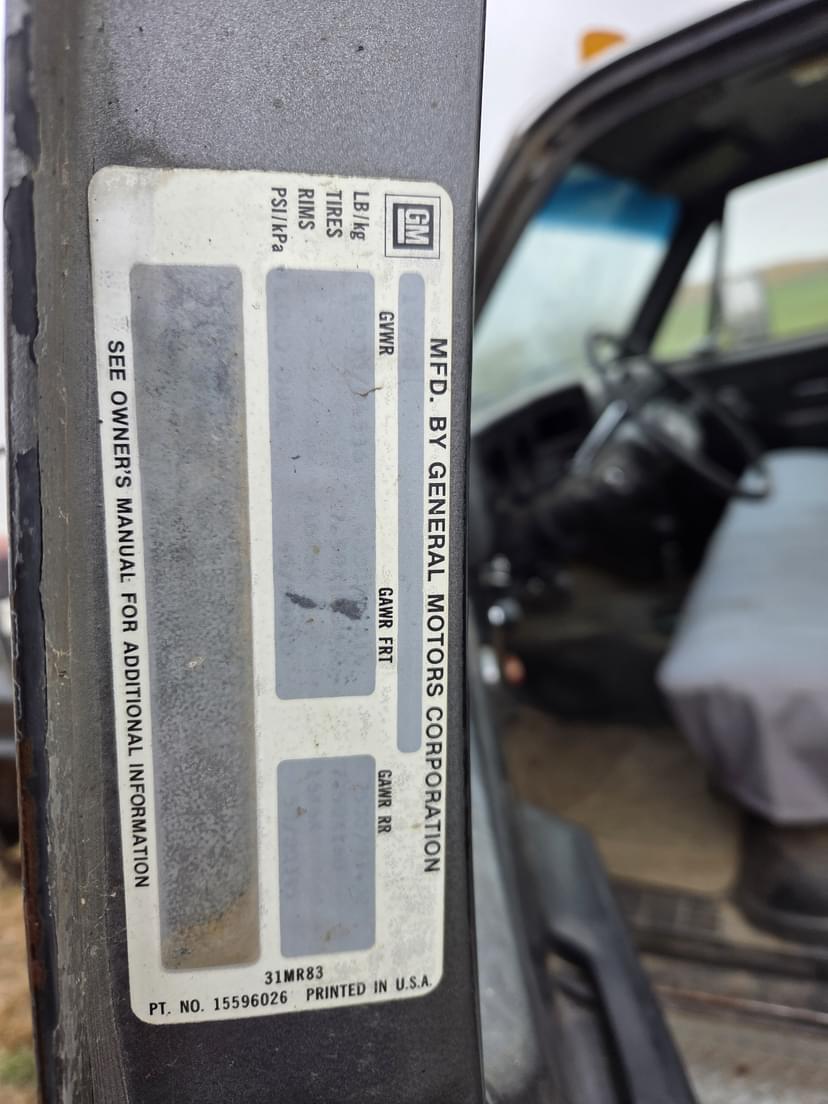 GM
MFD. BY GENERAL MOTORS CORPORATION
GVWR GAWR FRT GAWR RR
LB/kg
TIRES
RIMS
PSI/kPa
SEE OWNER'S MANUAL FOR ADDITIONAL INFORMATION
31MR83
PT. NO. 15596026 PRINTED IN U.S.A.